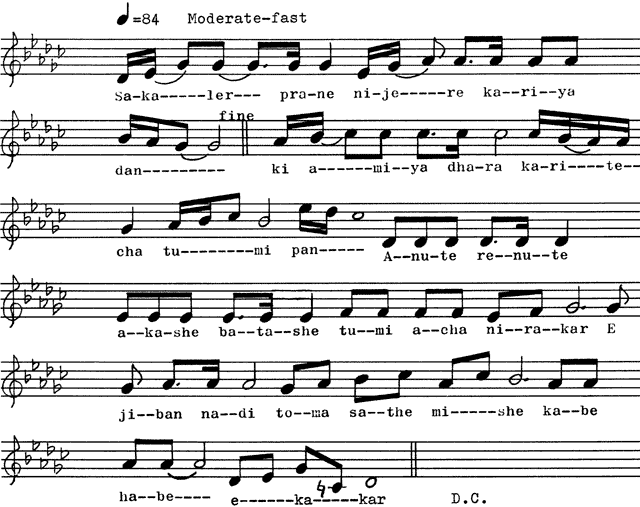 ♩=84 Moderate-fast
Sa-ka-----ler--- pra-ne ni-je----re ka--ri--ya
fine
dan--------- ki a------mi--ya dha-ra ka-ri----te--
cha tu--------mi pan----- A--nu-te re--nu--te
a-ka-she ba--ta--she tu--mi a--cha ni--ra-kar E
ji--ban na--di to--ma sa--the mi-----she ka--be
ha--be---- e------ka-----kar D.C.